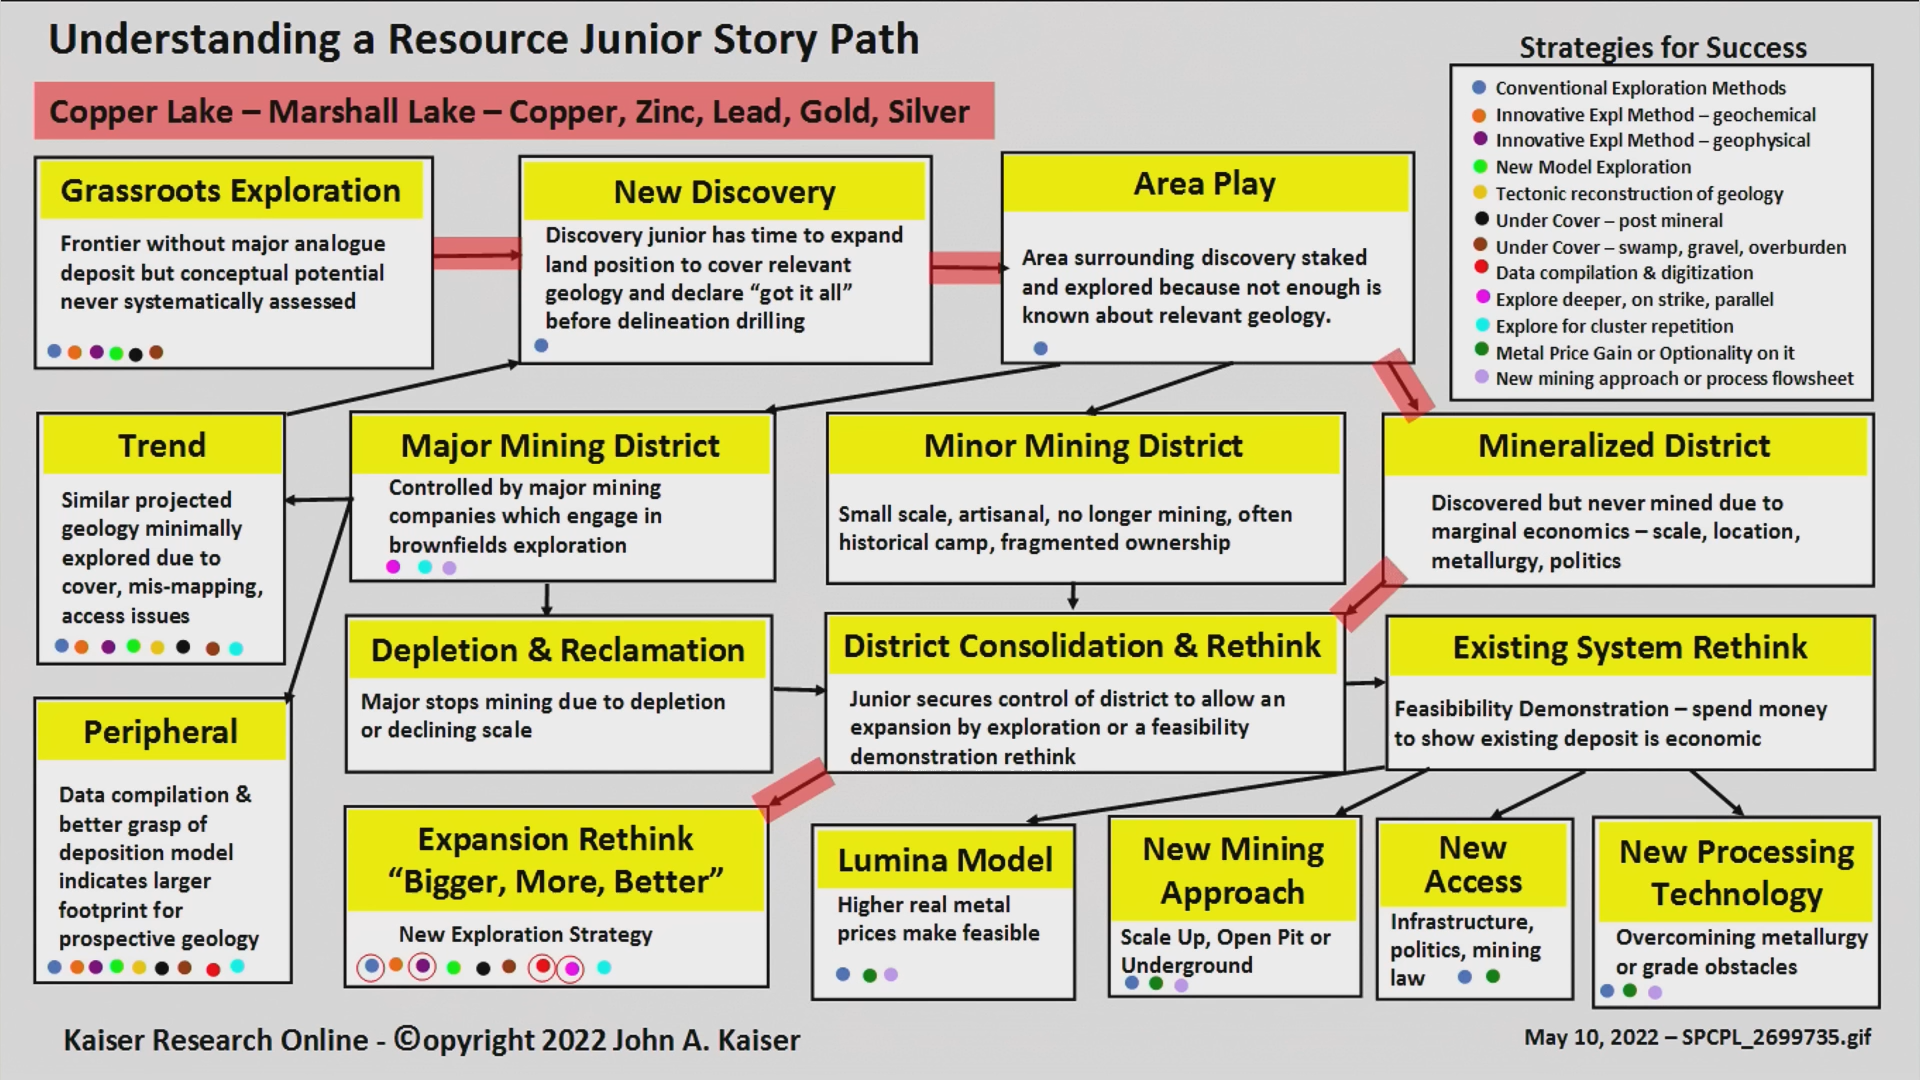 Understanding a Resource Junior Story Path
Copper Lake – Marshall Lake – Copper, Zinc, Lead, Gold, Silver
Strategies for Success
Conventional Exploration Methods
Innovative Expl Method – geochemical
Innovative Expl Method – geophysical
New Model Exploration
Tectonic reconstruction of geology
Under Cover – post mineral
Under Cover – swamp, gravel, overburden
Data compilation & digitization
Explore deeper, on strike, parallel
Explore for cluster repetition
Metal Price Gain or Optionality on it
New mining approach or process flowsheet
Grassroots Exploration
Frontier without major analogue
deposit but conceptual potential
never systematically assessed
New Discovery
Discovery junior has time to expand
land position to cover relevant
geology and declare “got it all”
before delineation drilling
Area Play
Area surrounding discovery staked
and explored because not enough is
known about relevant geology.
Trend
Similar projected
geology minimally
explored due to
cover, mis-mapping,
access issues
Major Mining District
Controlled by major mining
companies which engage in
brownfields exploration
Minor Mining District
Small scale, artisanal, no longer mining, often
historical camp, fragmented ownership
Mineralized District
Discovered but never mined due to
marginal economics – scale, location,
metallurgy, politics
Depletion & Reclamation
Major stops mining due to depletion
or declining scale
District Consolidation & Rethink
Junior secures control of district to allow an
expansion by exploration or a feasibility
demonstration rethink
Existing System Rethink
Feasibibility Demonstration – spend money
to show existing deposit is economic
Peripheral
Data compilation &
better grasp of
deposition model
indicates larger
footprint for
prospective geology
Expansion Rethink
“Bigger, More, Better”
New Exploration Strategy
Lumina Model
Higher real metal
prices make feasible
New Mining
Approach
Scale Up, Open Pit or
Underground
New
Access
Infrastructure,
politics, mining
law
New Processing
Technology
Overcomining metallurgy
or grade obstacles
Kaiser Research Online - ©opyright 2022 John A. Kaiser
May 10, 2022 – SPCPL_2699735.gif